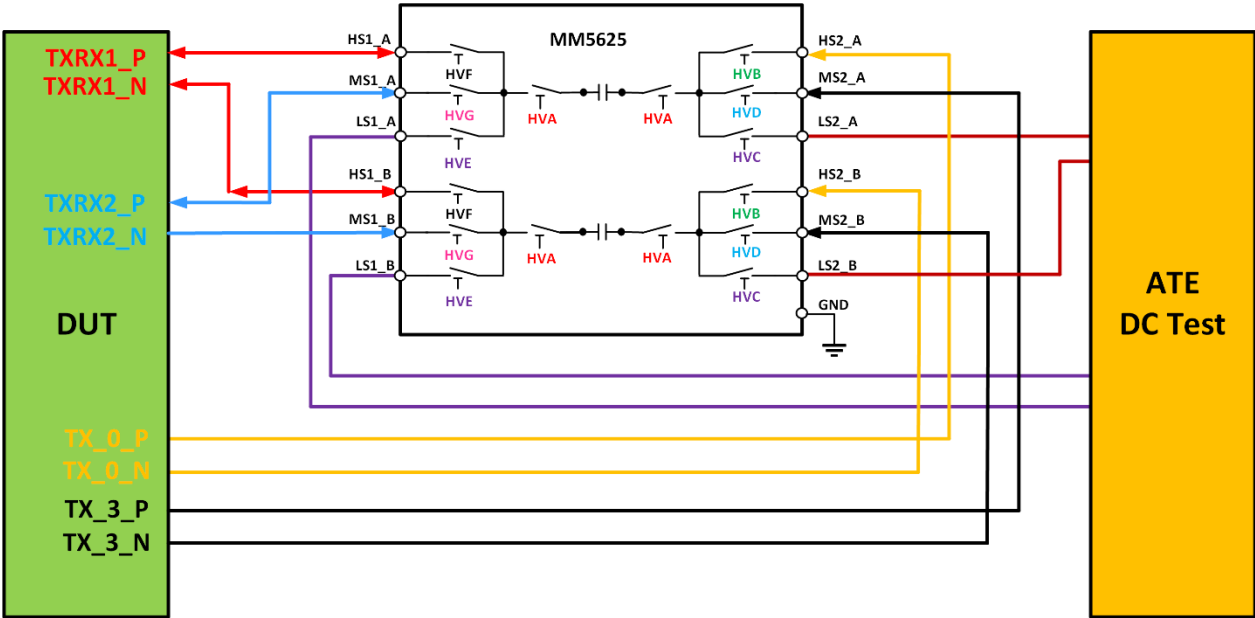 MM5625
TXRX1_P
TXRX1_N
TXRX2_P
TXRX2_N
DUT
TX_0_P
TX_0_N
TX_3_P
TX_3_N
HS1_A
MS1_A
LS1_A
HS1_B
MS1_B
LS1_B
HVF
HVG
HVE
HVA
HVA
HVB
HVD
HVC
HVF
HVG
HVE
HVA
HVA
HVB
HVD
HVC
HS2_A
MS2_A
LS2_A
HS2_B
MS2_B
LS2_B
GND
ATE
DC Test